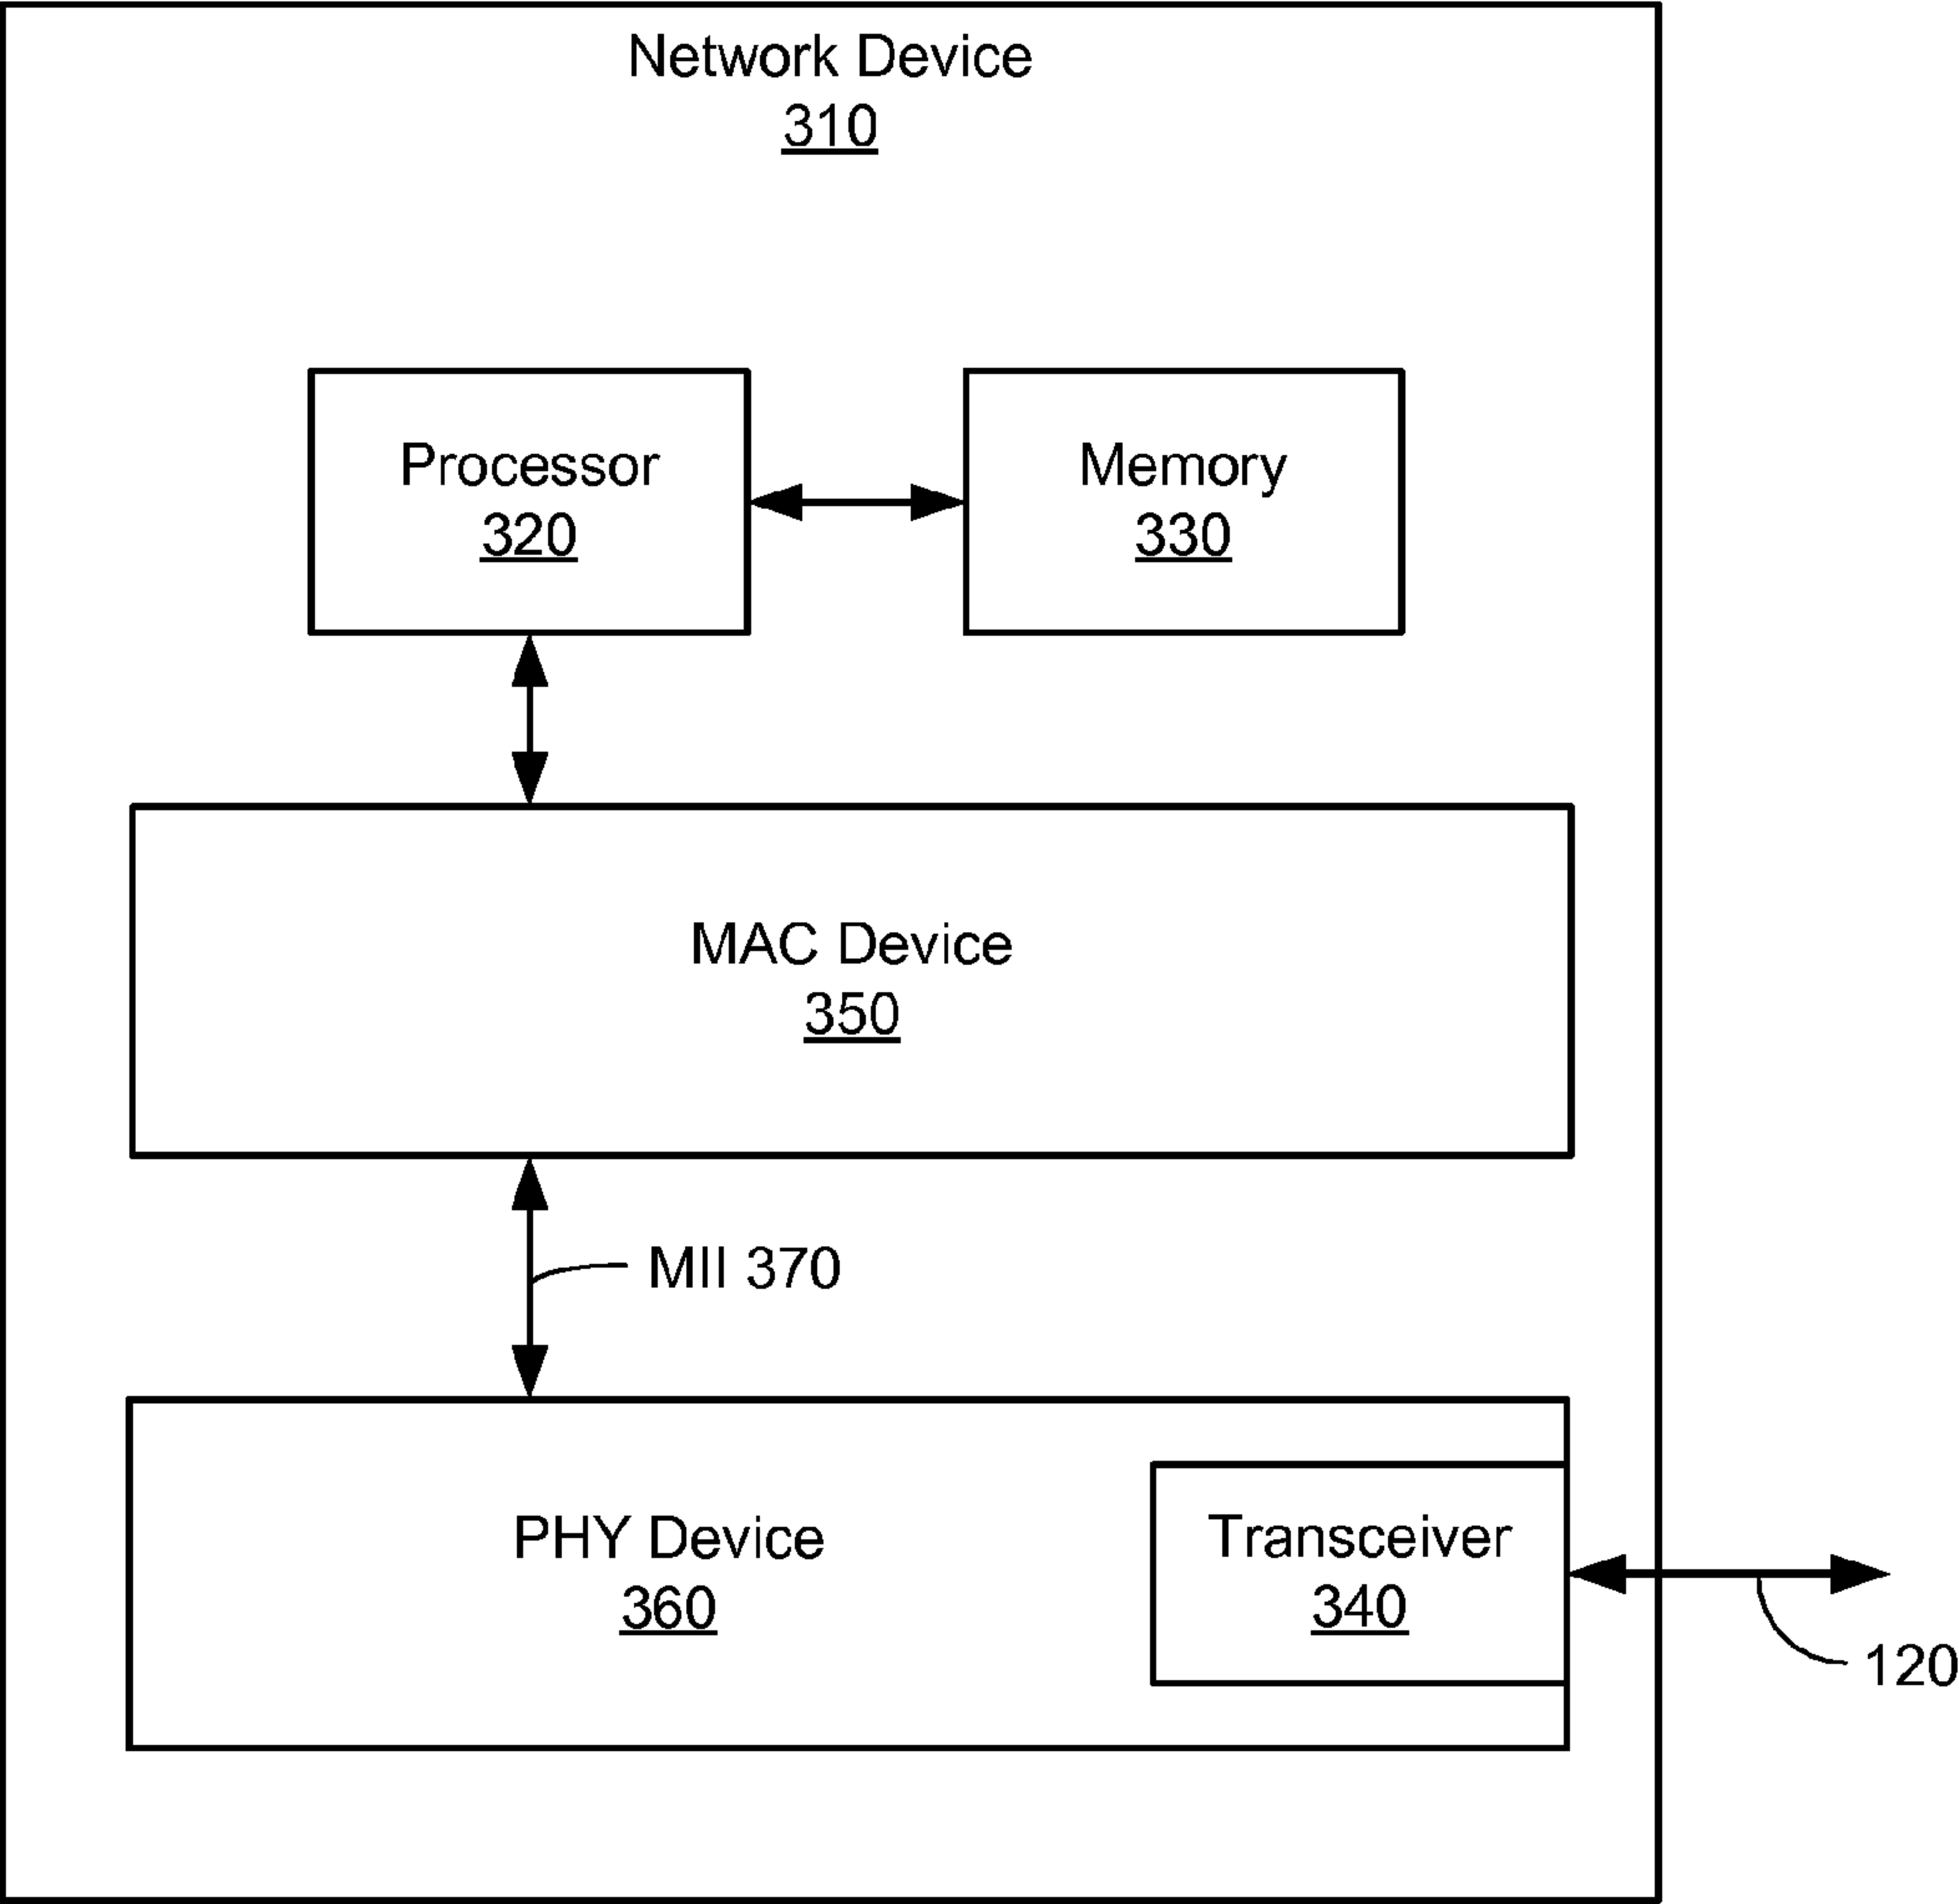 Network Device
310
Processor
320
Memory
330
MAC Device
350
MII 370
PHY Device
360
Transceiver
340
120